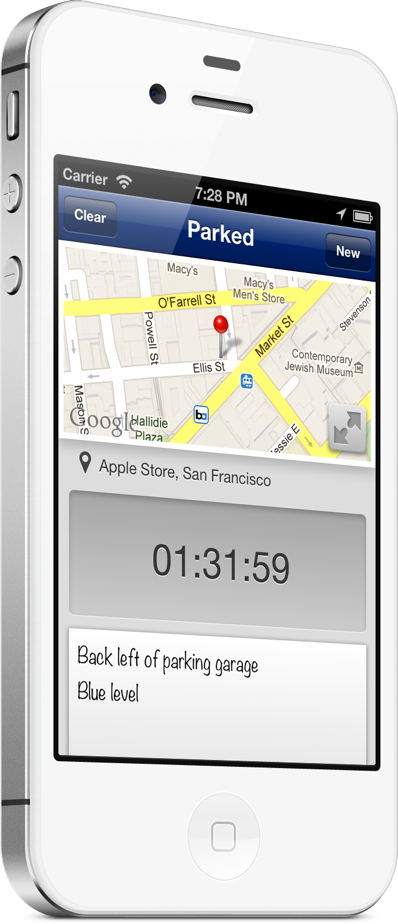 Carrier
7:28 PM
Clear
Parked
New
Macy's
Macy's
Men's Store
O'Farrell St
Stevenson
Powell St
Market St
Ellis St
Contemporary
Jewish Museum
Mason S
Google
Hallidie
Plaza
ba
essie E
Apple Store, San Francisco
01:31:59
Back left of parking garage
Blue level